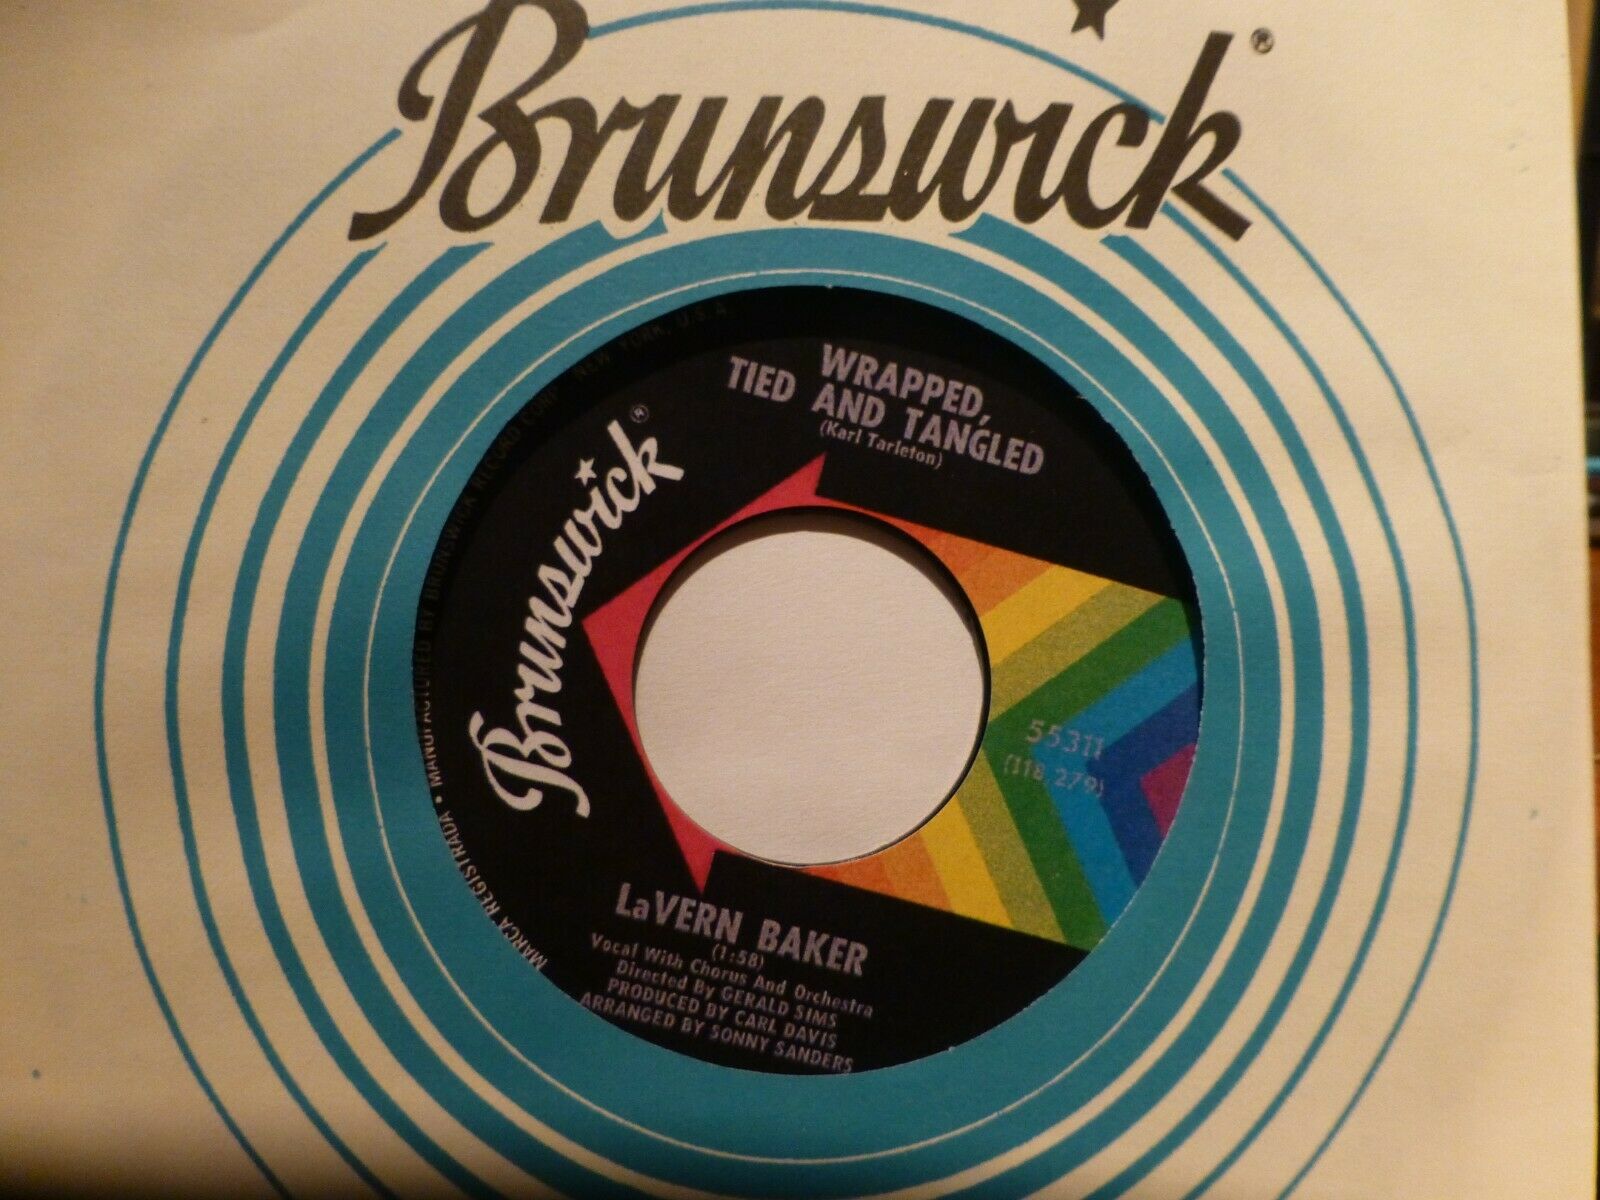 Brunswick ®
WRAPPED,
TIED AND TANGLED
(Karl Tarleton)
Brunswick ®
55311
(118,279)
LaVERN BAKER
(1:58)
Vocal With Chorus And Orchestra
Directed By GERALD SIMS
PRODUCED BY CARL DAVIS
ARRANGED BY SONNY SANDERS
MARCA REGISTRADA • MANUFACTURED BY BRUNSWICK RECORD CORP. NEW YORK, U.S.A.